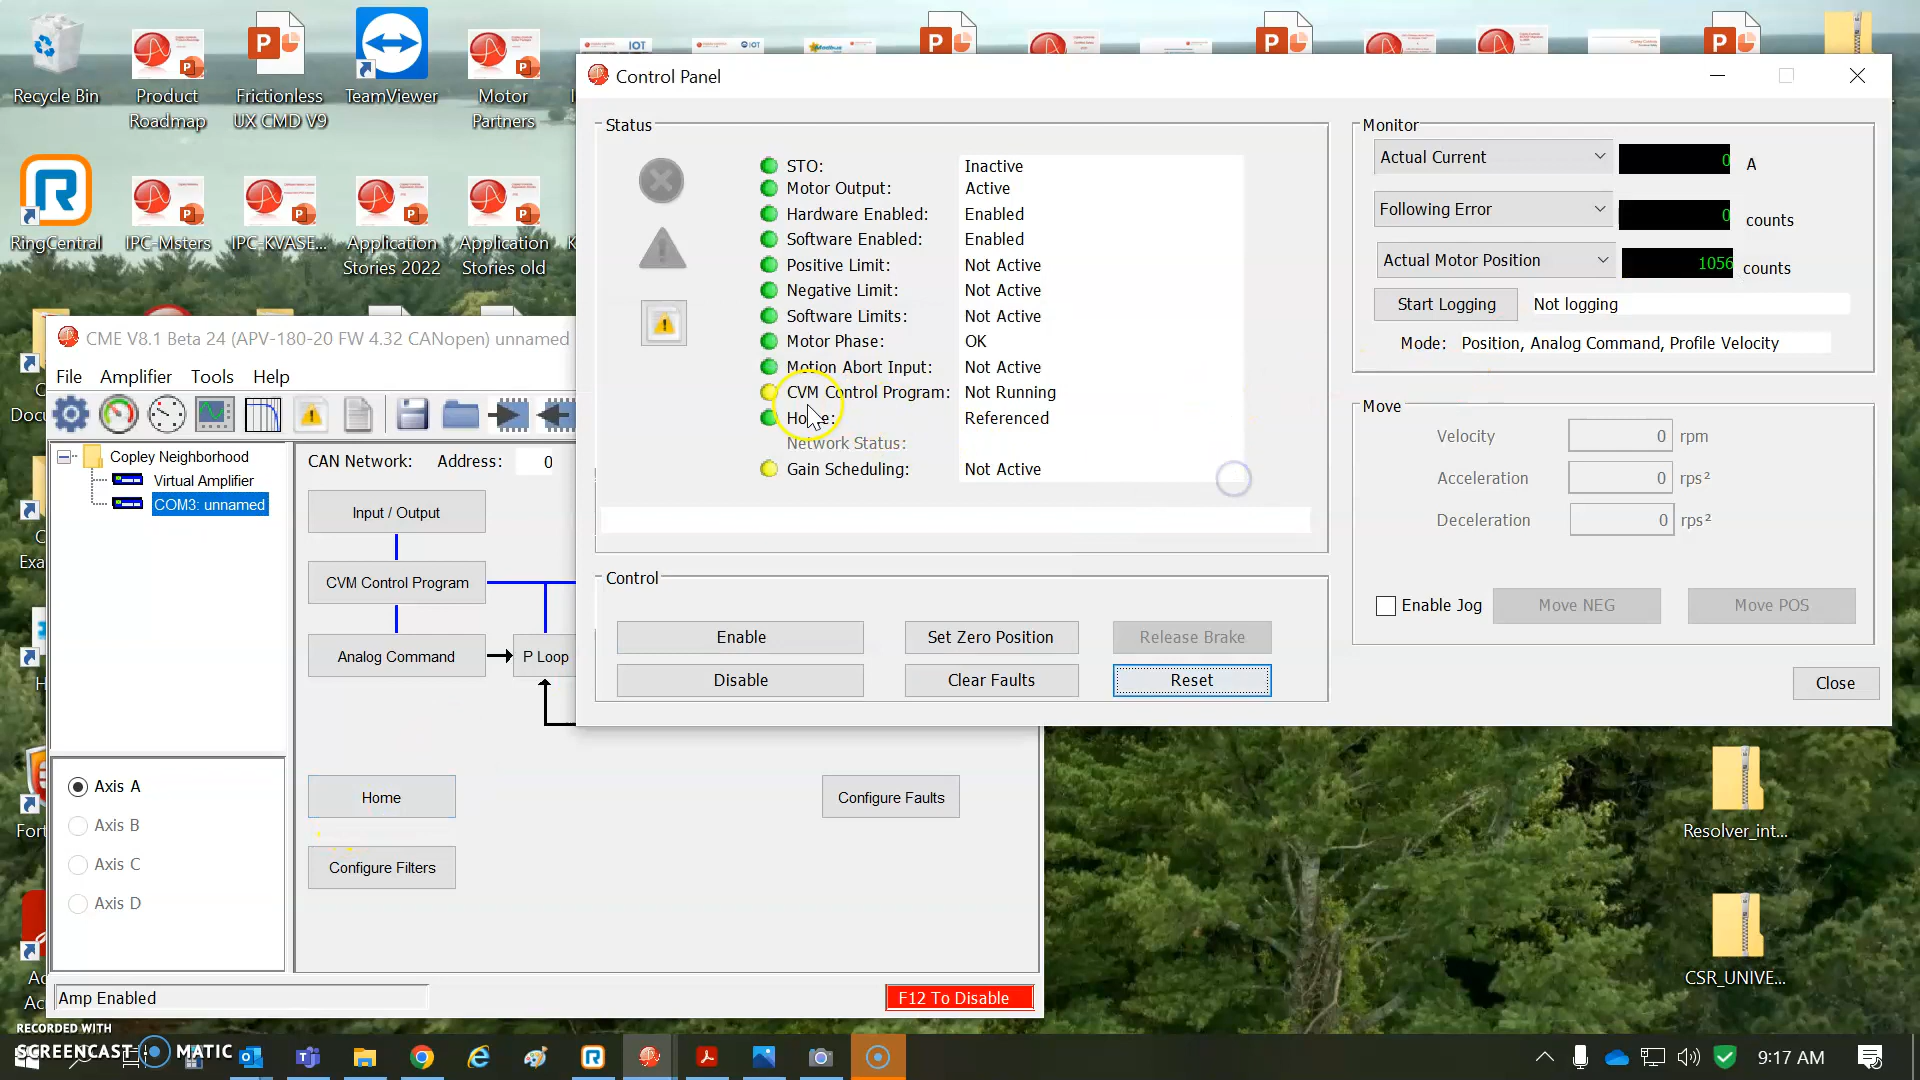 Recycle Bin
Product
Roadmap
Frictionless
UX CMD V9
TeamViewer
Motor
Partners
IOT
IOT
Modbus
RingCentral
IPC-Msters
IPC-KVASE...
Application
Stories 2022
Application
Stories old
Control Panel
Status
STO: Inactive
Motor Output: Active
Hardware Enabled: Enabled
Software Enabled: Enabled
Positive Limit: Not Active
Negative Limit: Not Active
Software Limits: Not Active
Motor Phase: OK
Motion Abort Input: Not Active
CVM Control Program: Not Running
Home: Referenced
Network Status:
Gain Scheduling: Not Active
Control
Enable
Set Zero Position
Release Brake
Disable
Clear Faults
Reset
Monitor
Actual Current 0 A
Following Error 0 counts
Actual Motor Position 1056 counts
Start Logging Not logging
Mode: Position, Analog Command, Profile Velocity
Move
Velocity 0 rpm
Acceleration 0 rps²
Deceleration 0 rps²
Enable Jog Move NEG Move POS
Close
CME V8.1 Beta 24 (APV-180-20 FW 4.32 CANopen) unnamed
File Amplifier Tools Help
Copley Neighborhood
Virtual Amplifier
COM3: unnamed
CAN Network: Address: 0
Input / Output
CVM Control Program
Analog Command
P Loop
Home
Configure Faults
Configure Filters
Axis A
Axis B
Axis C
Axis D
Amp Enabled
F12 To Disable
Resolver_int...
CSR_UNIVE...
RECORDED WITH
SCREENCAST MATIC
9:17 AM